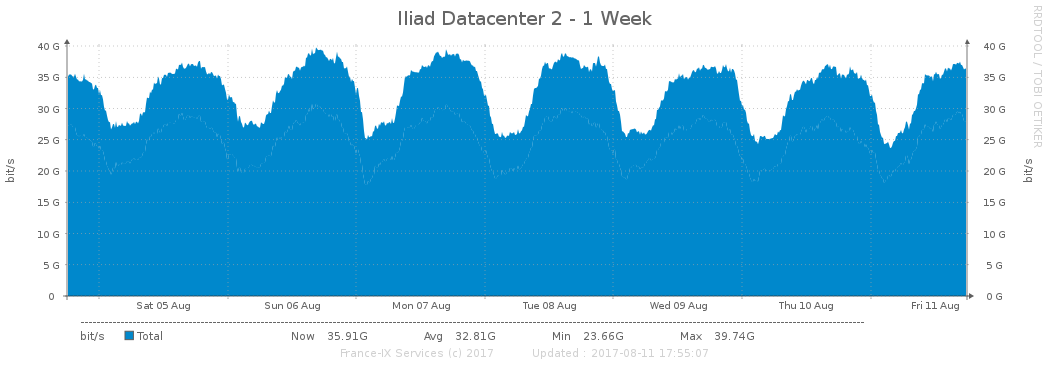 Iliad Datacenter 2 - 1 Week
RRDTOOL / TOBI OETIKER
40 G 40 G
35 G 35 G
30 G 30 G
25 G 25 G
20 G 20 G
15 G 15 G
10 G 10 G
5 G 5 G
0 0 G
bit/s bit/s
Sat 05 Aug Sun 06 Aug Mon 07 Aug Tue 08 Aug Wed 09 Aug Thu 10 Aug Fri 11 Aug
bit/s Total Now 35.91G Avg 32.81G Min 23.66G Max 39.74G
France-IX Services (c) 2017 Updated : 2017-08-11 17:55:07